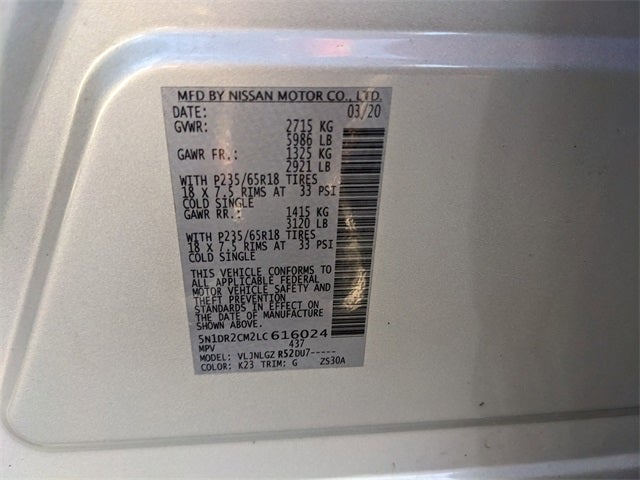 MFD BY NISSAN MOTOR CO., LTD.
DATE: 03/20
GVWR: 2715 KG
5986 LB
GAWR FR.: 1325 KG
2921 LB
WITH P235/65R18 TIRES
18 X 7.5 RIMS AT 33 PSI
COLD SINGLE
GAWR RR.: 1415 KG
3120 LB
WITH P235/65R18 TIRES
18 X 7.5 RIMS AT 33 PSI
COLD SINGLE
THIS VEHICLE CONFORMS TO
ALL APPLICABLE FEDERAL
MOTOR VEHICLE SAFETY AND
THEFT PREVENTION
STANDARDS IN EFFECT ON
THE DATE OF MANUFACTURE
SHOWN ABOVE.
5N1DR2CM2LC616024
MPV 437
MODEL: VLJNLGZ R52DU7-----
COLOR: K23 TRIM: G ZS30A